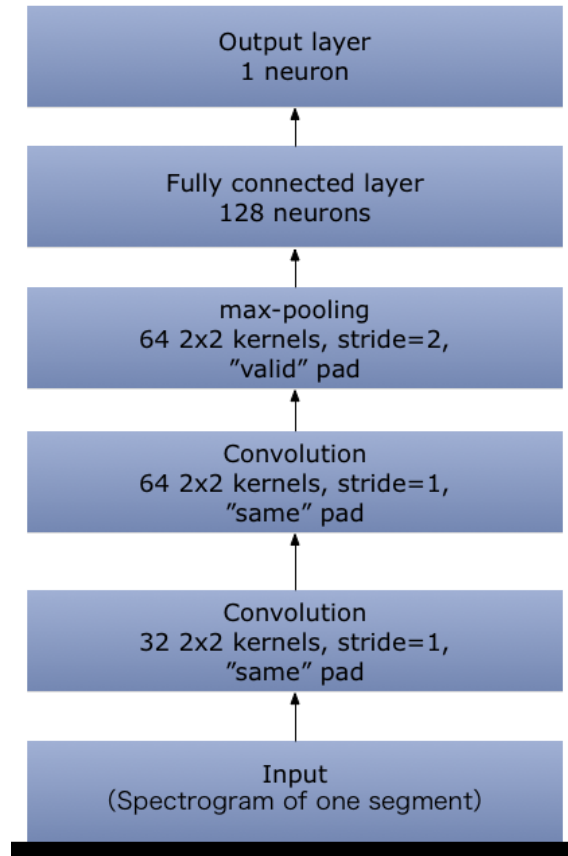 Output layer
1 neuron
Fully connected layer
128 neurons
max-pooling
64 2x2 kernels, stride=2,
”valid” pad
Convolution
64 2x2 kernels, stride=1,
”same” pad
Convolution
32 2x2 kernels, stride=1,
”same” pad
Input
(Spectrogram of one segment)